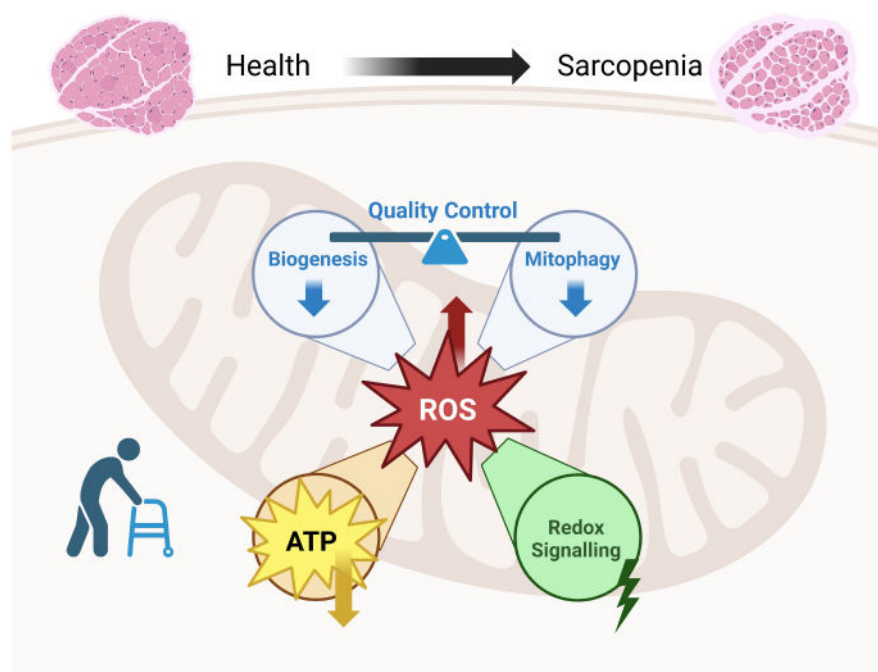 Health
Sarcopenia
Quality Control
Biogenesis
Mitophagy
ROS
ATP
Redox
Signalling